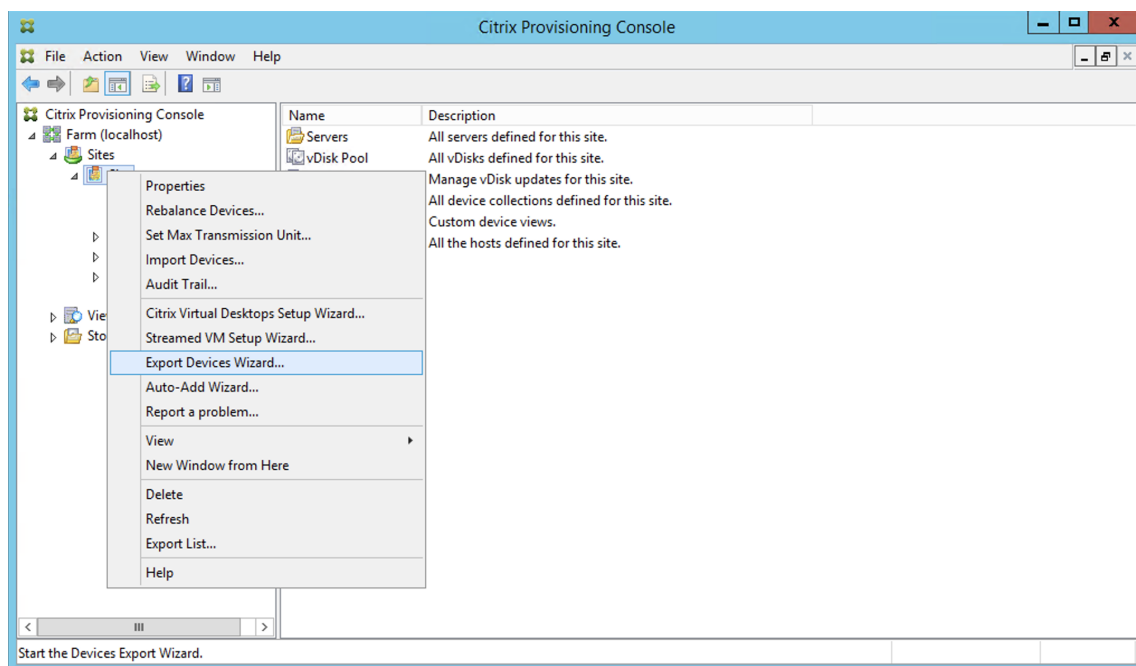 Citrix Provisioning Console
File Action View Window Help
Citrix Provisioning Console
Farm (localhost)
Sites
Vie
Sto
Name Description
Servers All servers defined for this site.
vDisk Pool All vDisks defined for this site.
Manage vDisk updates for this site.
All device collections defined for this site.
Custom device views.
All the hosts defined for this site.
Properties
Rebalance Devices...
Set Max Transmission Unit...
Import Devices...
Audit Trail...
Citrix Virtual Desktops Setup Wizard...
Streamed VM Setup Wizard...
Export Devices Wizard...
Auto-Add Wizard...
Report a problem...
View
New Window from Here
Delete
Refresh
Export List...
Help
Start the Devices Export Wizard.